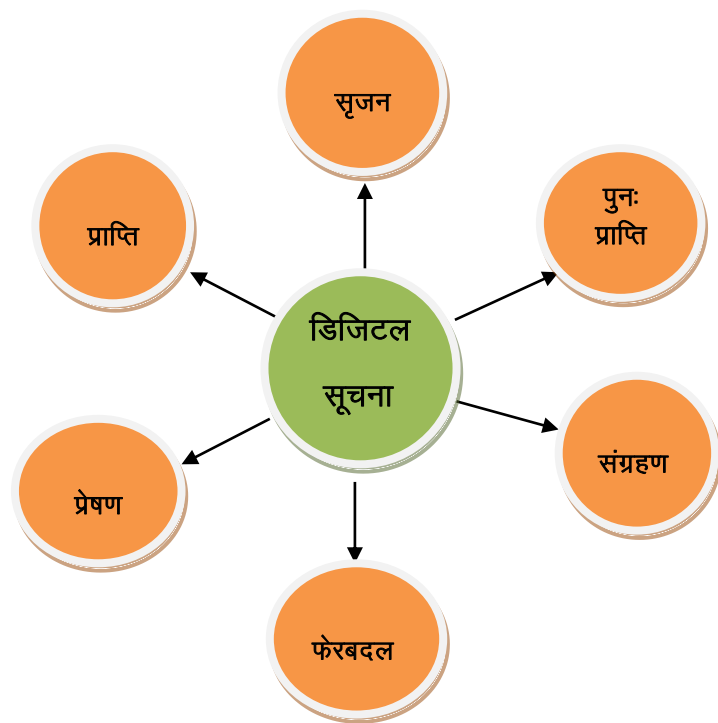 सृजन
पुनः
प्राप्ति
प्राप्ति
डिजिटल
सूचना
संग्रहण
प्रेषण
फेरबदल